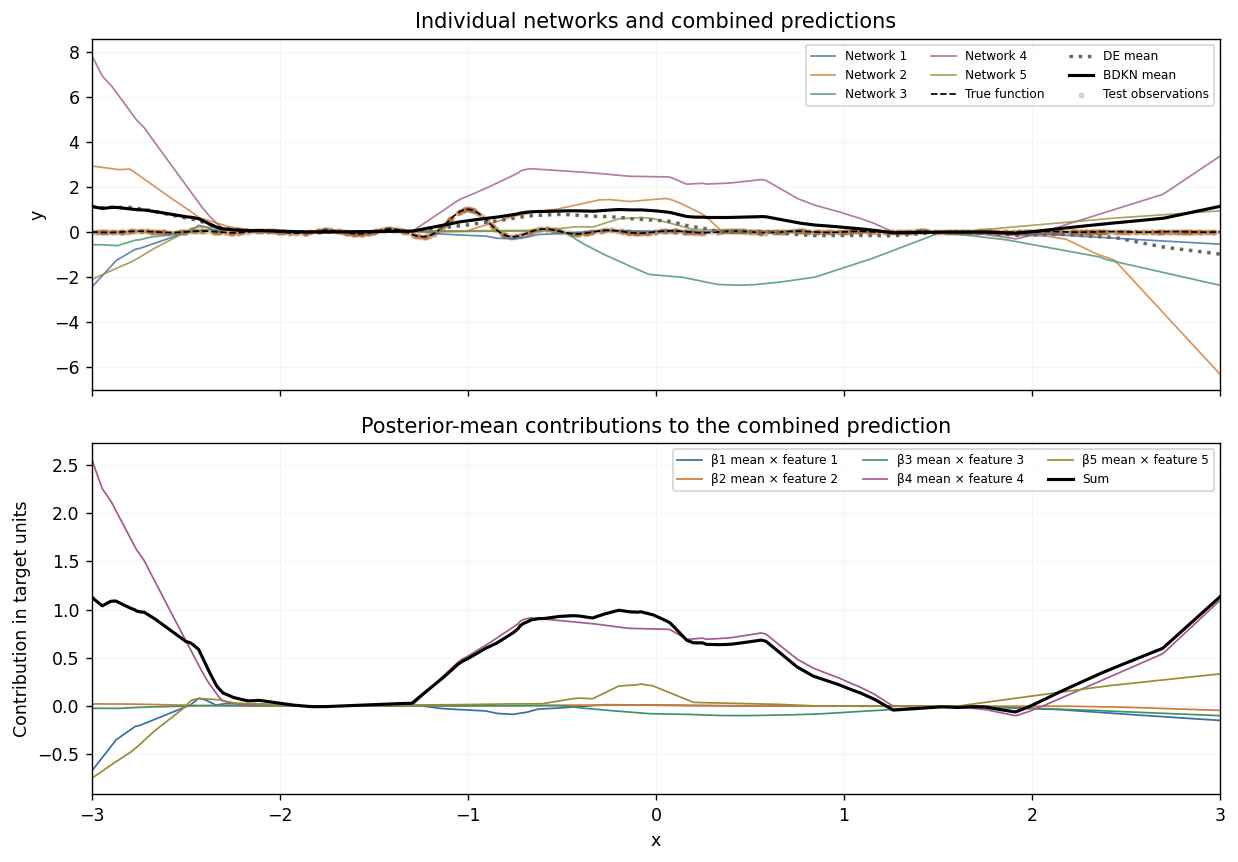 Individual networks and combined predictions
Network 1
Network 2
Network 3
Network 4
Network 5
True function
DE mean
BDKN mean
Test observations
y
8
6
4
2
0
−2
−4
−6
Posterior-mean contributions to the combined prediction
β1 mean × feature 1
β2 mean × feature 2
β3 mean × feature 3
β4 mean × feature 4
β5 mean × feature 5
Sum
Contribution in target units
2.5
2.0
1.5
1.0
0.5
0.0
−0.5
−3
−2
−1
0
1
2
3
x